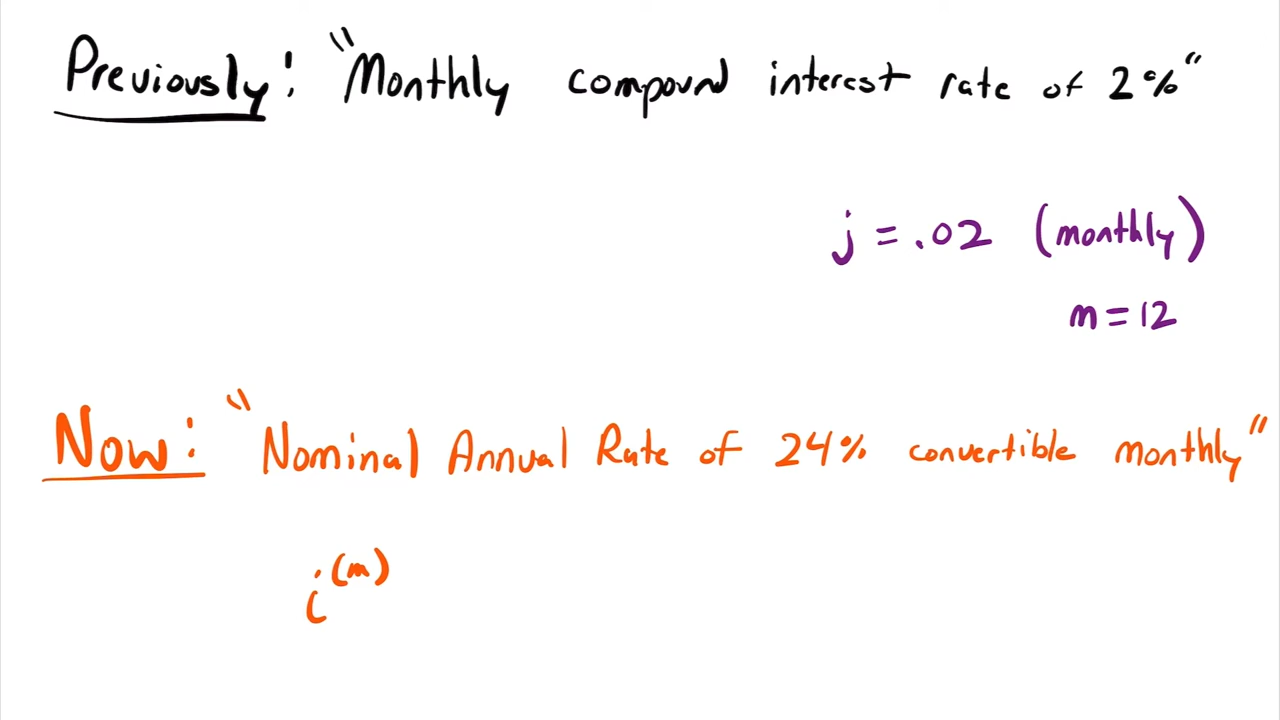 Previously: "Monthly compound interest rate of 2%"
j = .02 (monthly)
m = 12
Now: "Nominal Annual Rate of 24% convertible monthly"
i^(m)